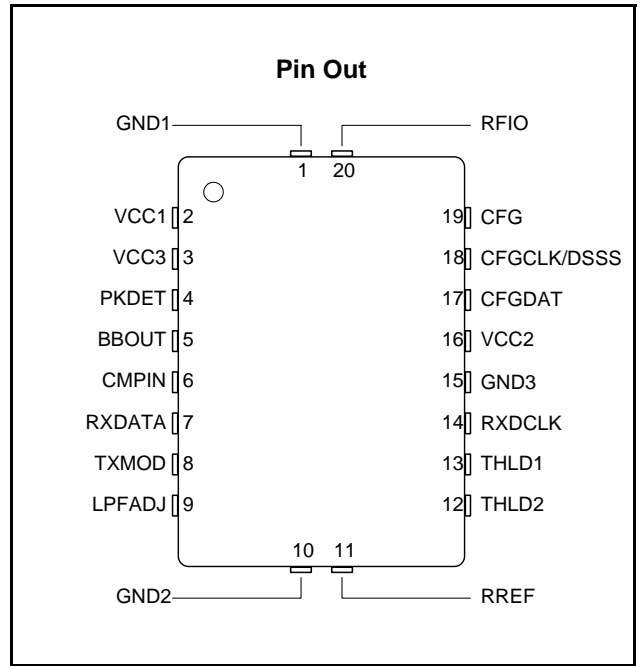 Pin Out
GND1 RFIO
1 20
VCC1 2 19 CFG
VCC3 3 18 CFGCLK/DSSS
PKDET 4 17 CFGDAT
BBOUT 5 16 VCC2
CMPIN 6 15 GND3
RXDATA 7 14 RXDCLK
TXMOD 8 13 THLD1
LPFADJ 9 12 THLD2
10 11
GND2 RREF